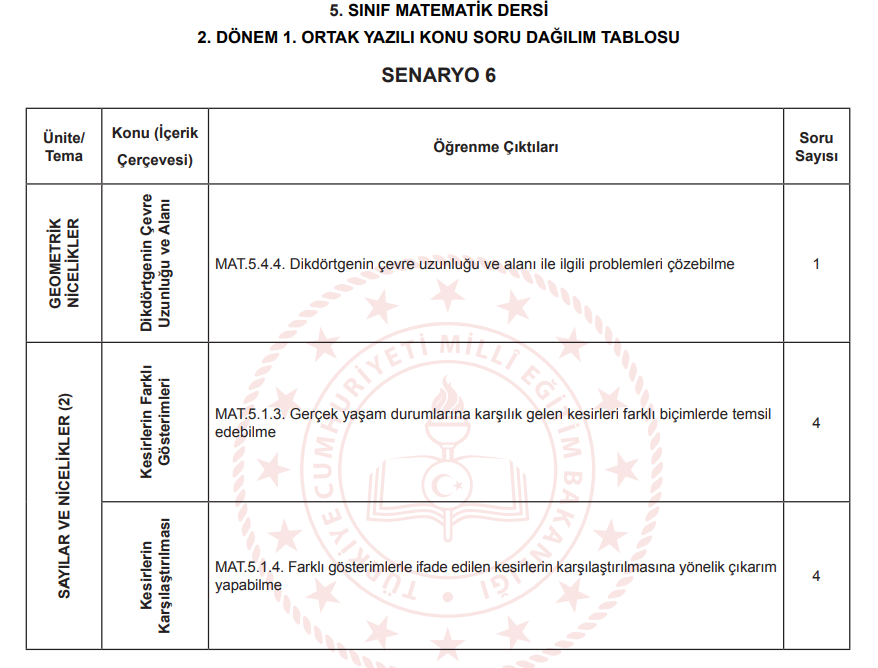 5. SINIF MATEMATİK DERSİ
2. DÖNEM 1. ORTAK YAZILI KONU SORU DAĞILIM TABLOSU
SENARYO 6
Ünite/
Tema
Konu (İçerik
Çerçevesi)
Öğrenme Çıktıları
Soru
Sayısı
GEOMETRİK
NİCELİKLER
Dikdörtgenin Çevre
Uzunluğu ve Alanı
MAT.5.4.4. Dikdörtgenin çevre uzunluğu ve alanı ile ilgili problemleri çözebilme
1
SAYILAR VE NİCELİKLER (2)
Kesirlerin Farklı
Gösterimleri
MAT.5.1.3. Gerçek yaşam durumlarına karşılık gelen kesirleri farklı biçimlerde temsil
edebilme
4
Kesirlerin
Karşılaştırılması
MAT.5.1.4. Farklı gösterimlerle ifade edilen kesirlerin karşılaştırılmasına yönelik çıkarım
yapabilme
4
TÜRKİYE CUMHURİYETİ MİLLÎ EĞİTİM BAKANLIĞI